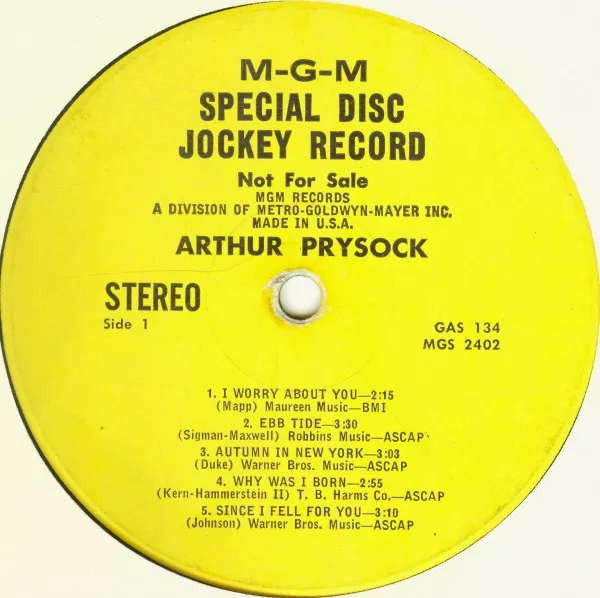 M-G-M
SPECIAL DISC
JOCKEY RECORD
Not For Sale
MGM RECORDS
A DIVISION OF METRO-GOLDWYN-MAYER INC.
MADE IN U.S.A.
ARTHUR PRYSOCK
STEREO
Side 1
GAS 134
MGS 2402
1. I WORRY ABOUT YOU—2:15
(Mapp) Maureen Music—BMI
2. EBB TIDE—3:30
(Sigman-Maxwell) Robbins Music—ASCAP
3. AUTUMN IN NEW YORK—3:03
(Duke) Warner Bros. Music—ASCAP
4. WHY WAS I BORN—2:55
(Kern-Hammerstein II) T. B. Harms Co.—ASCAP
5. SINCE I FELL FOR YOU—3:10
(Johnson) Warner Bros. Music—ASCAP